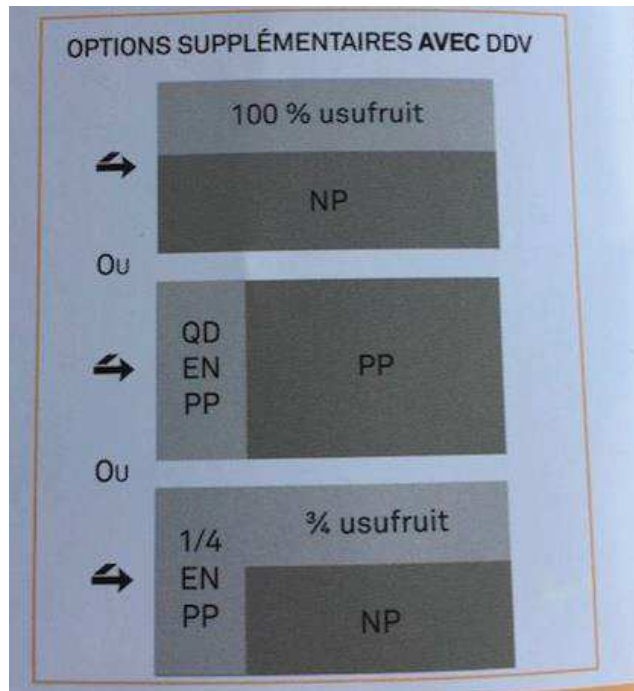 OPTIONS SUPPLÉMENTAIRES AVEC DDV
100 % usufruit
NP
OU
QD
EN
PP
PP
OU
1/4
EN
PP
¾ usufruit
NP